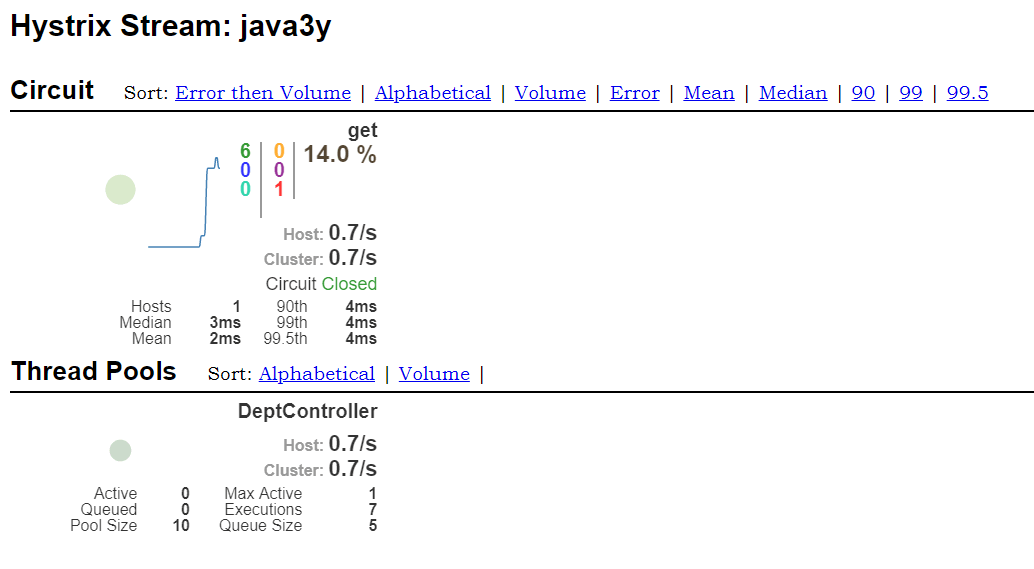 Hystrix Stream: java3y
Circuit Sort: Error then Volume | Alphabetical | Volume | Error | Mean | Median | 90 | 99 | 99.5
get
6 0 14.0 %
0 0
0 1
Host: 0.7/s
Cluster: 0.7/s
Circuit Closed
Hosts 1 90th 4ms
Median 3ms 99th 4ms
Mean 2ms 99.5th 4ms
Thread Pools Sort: Alphabetical | Volume |
DeptController
Host: 0.7/s
Cluster: 0.7/s
Active 0 Max Active 1
Queued 0 Executions 7
Pool Size 10 Queue Size 5